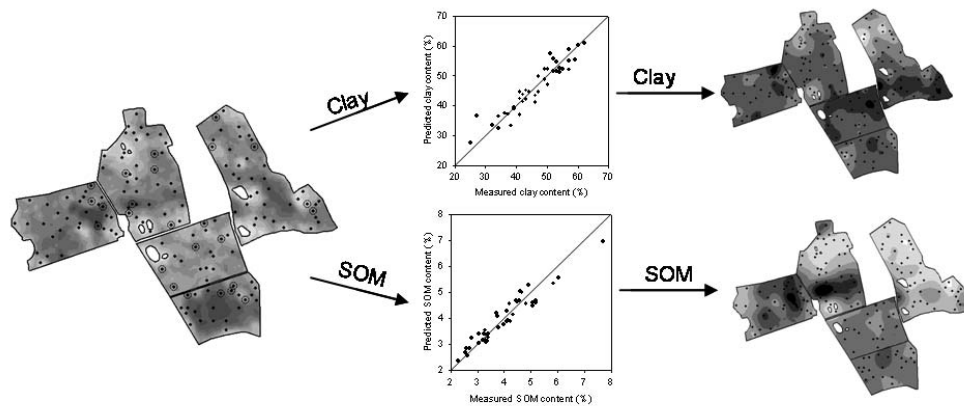 Clay
Predicted clay content (%)
70
60
50
40
30
20
20 30 40 50 60 70
Measured clay content (%)
Clay
SOM
Predicted SOM content (%)
8
7
6
5
4
3
2
2 3 4 5 6 7 8
Measured SOM content (%)
SOM